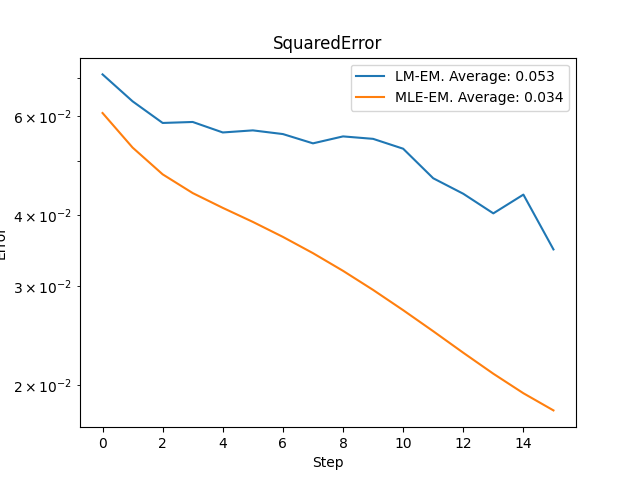 SquaredError
LM-EM. Average: 0.053
MLE-EM. Average: 0.034
6 × 10⁻²
4 × 10⁻²
3 × 10⁻²
2 × 10⁻²
Error
0 2 4 6 8 10 12 14
Step